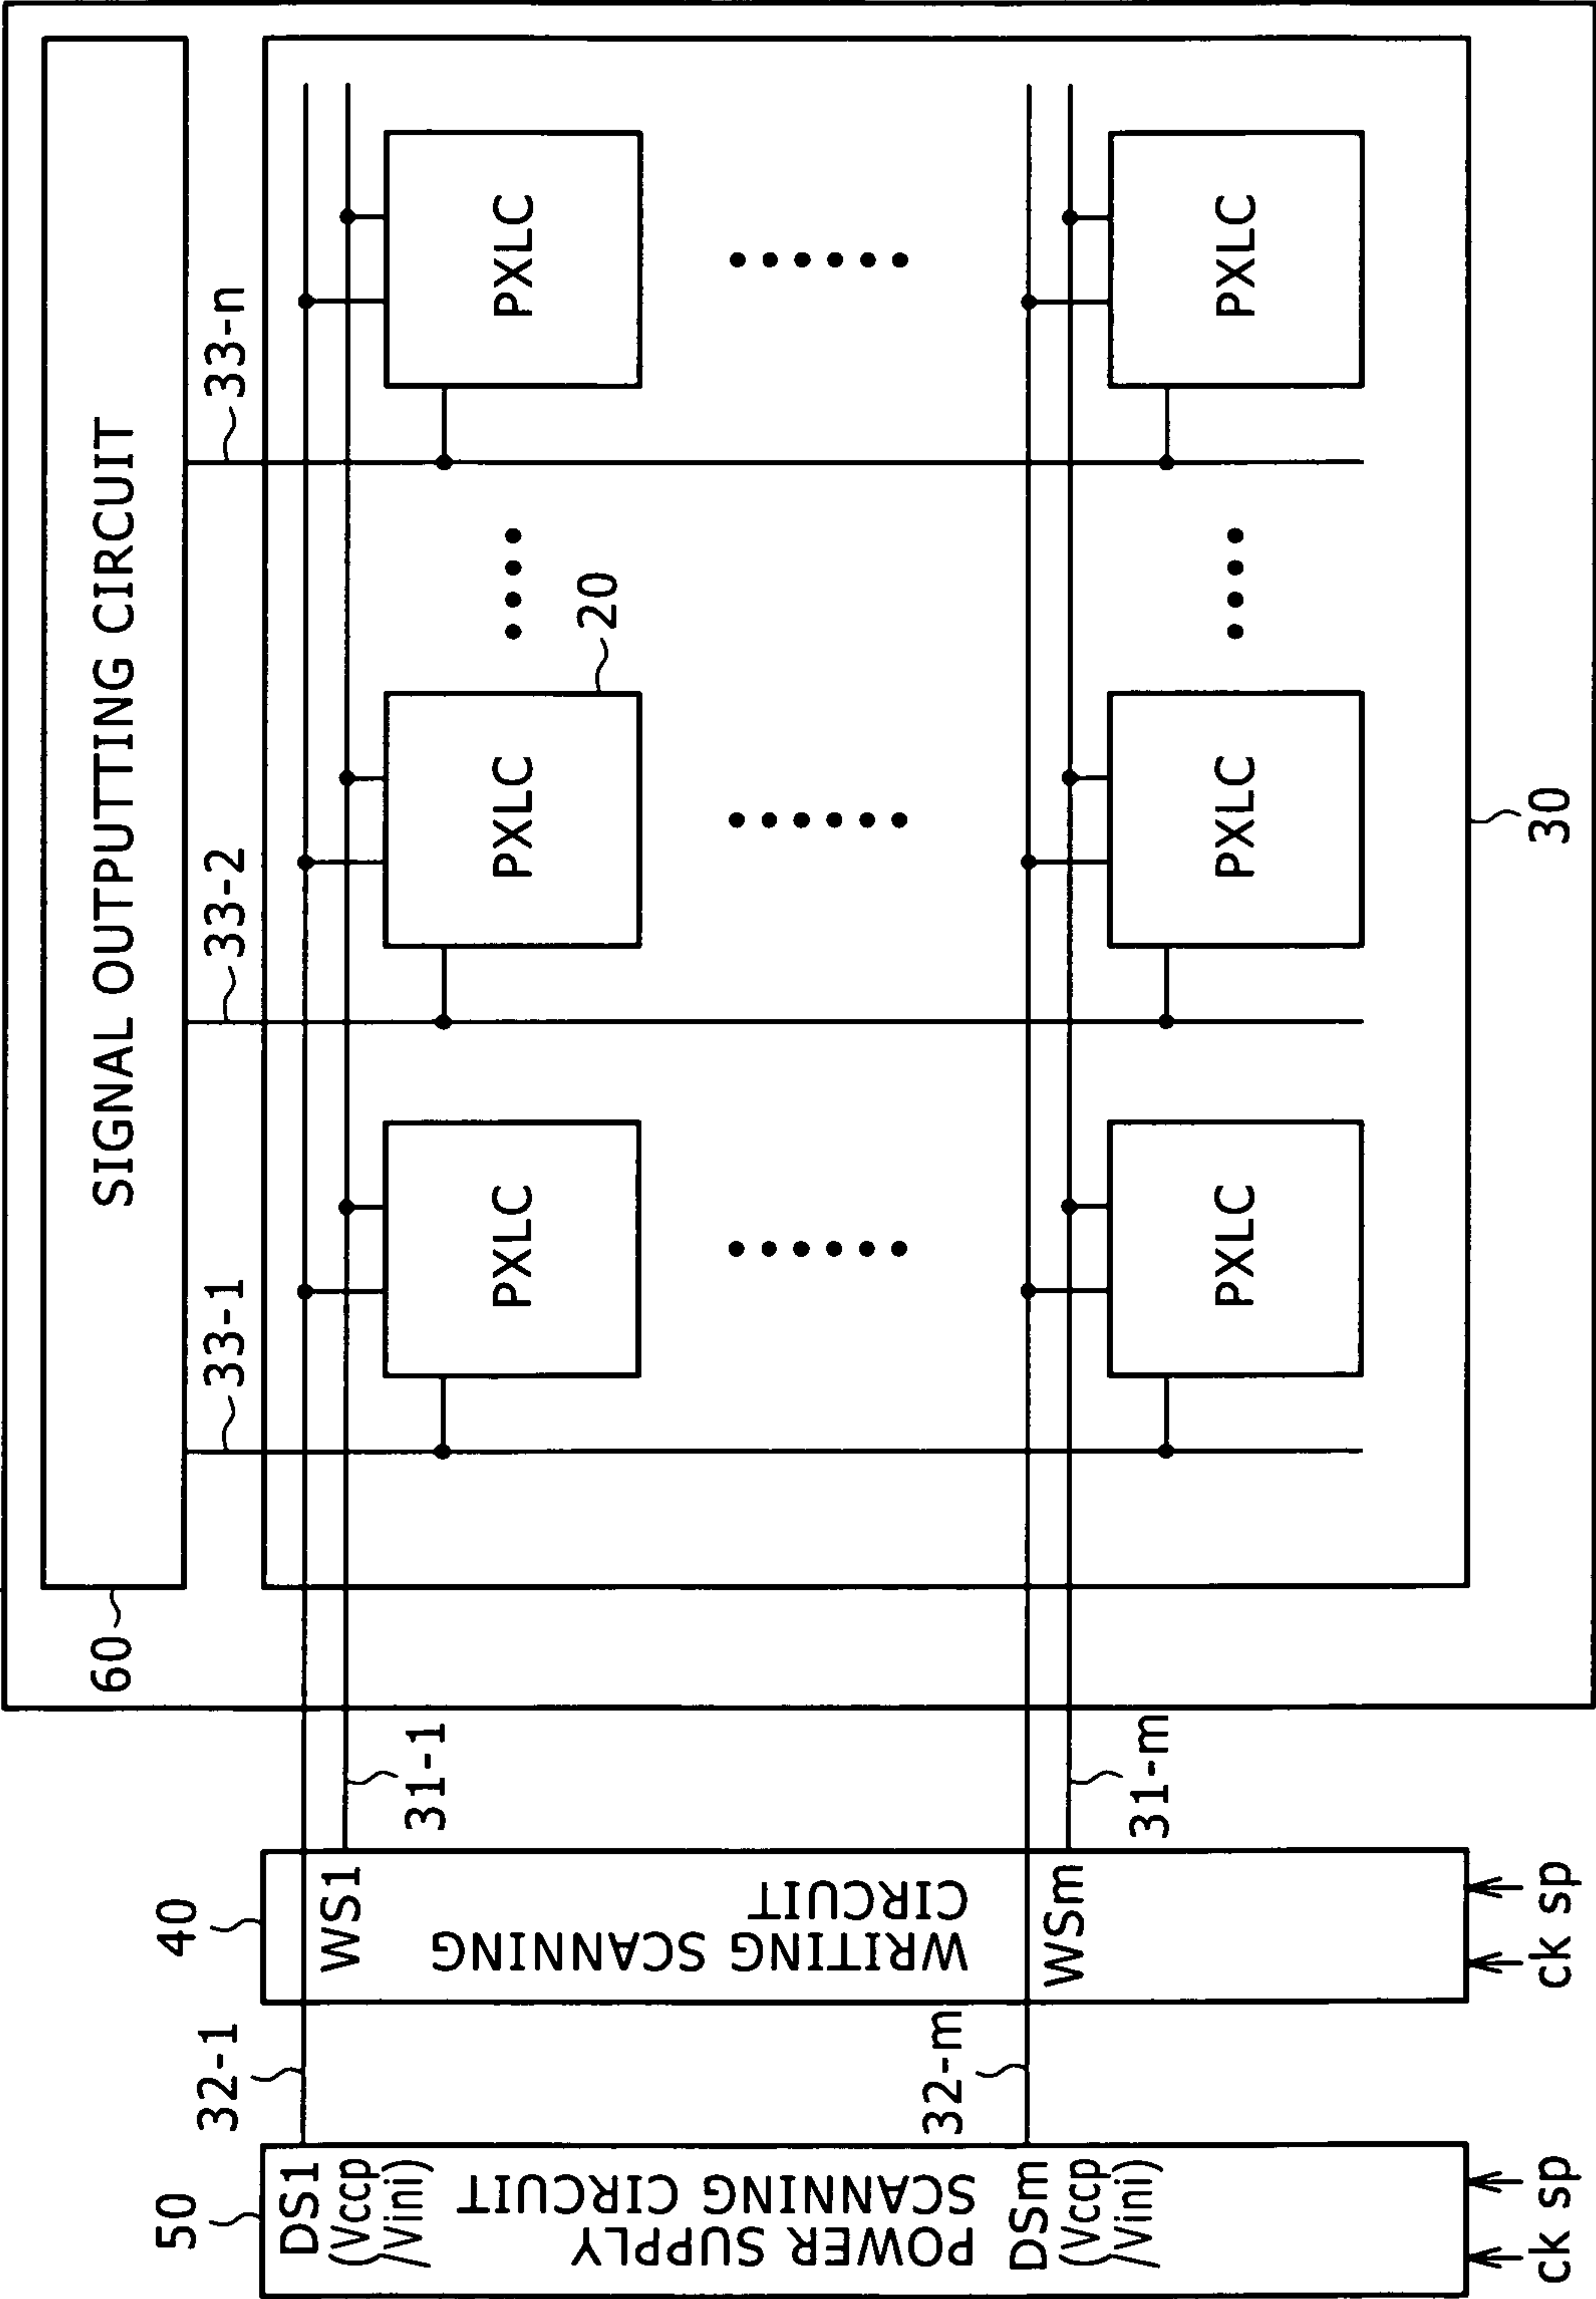 SIGNAL OUTPUTTING CIRCUIT
60
33-1
33-2
33-n
50
32-1
40
DS1
(Vccp
/Vini)
WS1
31-1
PXLC
PXLC
PXLC
20
POWER SUPPLY
SCANNING CIRCUIT
WRITING SCANNING
CIRCUIT
32-m
DSm
(Vccp
/Vini)
WSm
31-m
PXLC
PXLC
PXLC
30
ck sp
ck sp